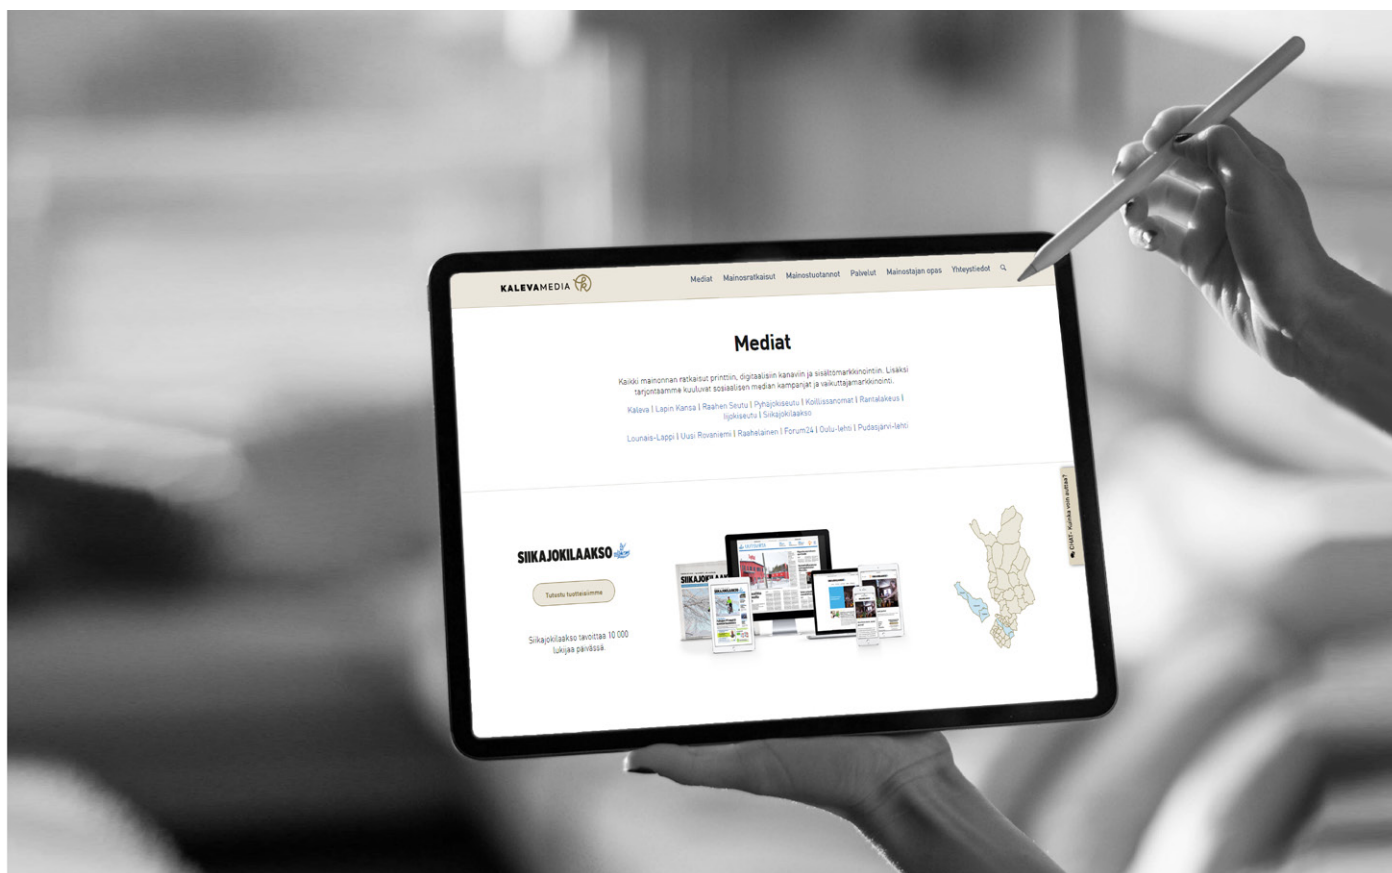 KALEVAMEDIA
Mediat Mainosratkaisut Mainostuotannot Palvelut Mainostajan opas Yhteystiedot
Mediat
Kaikki mainonnan ratkaisut printtiin, digitaalisiin kanaviin ja sisältömarkkinointiin. Lisäksi
tarjontaamme kuuluvat sosiaalisen median kampanjat ja vaikuttajamarkkinointi.
Kaleva | Lapin Kansa | Raahen Seutu | Pyhäjokiseutu | Koillissanomat | Rantalakeus |
Iijokiseutu | Siikajokilaakso
Lounais-Lappi | Uusi Rovaniemi | Raahelainen | Forum24 | Oulu-lehti | Pudasjärvi-lehti
CHAT- Kuinka voin auttaa?
SIIKAJOKILAAKSO
Tutustu tuotteisiimme
Siikajokilaakso tavoittaa 10 000
lukijaa päivässä.